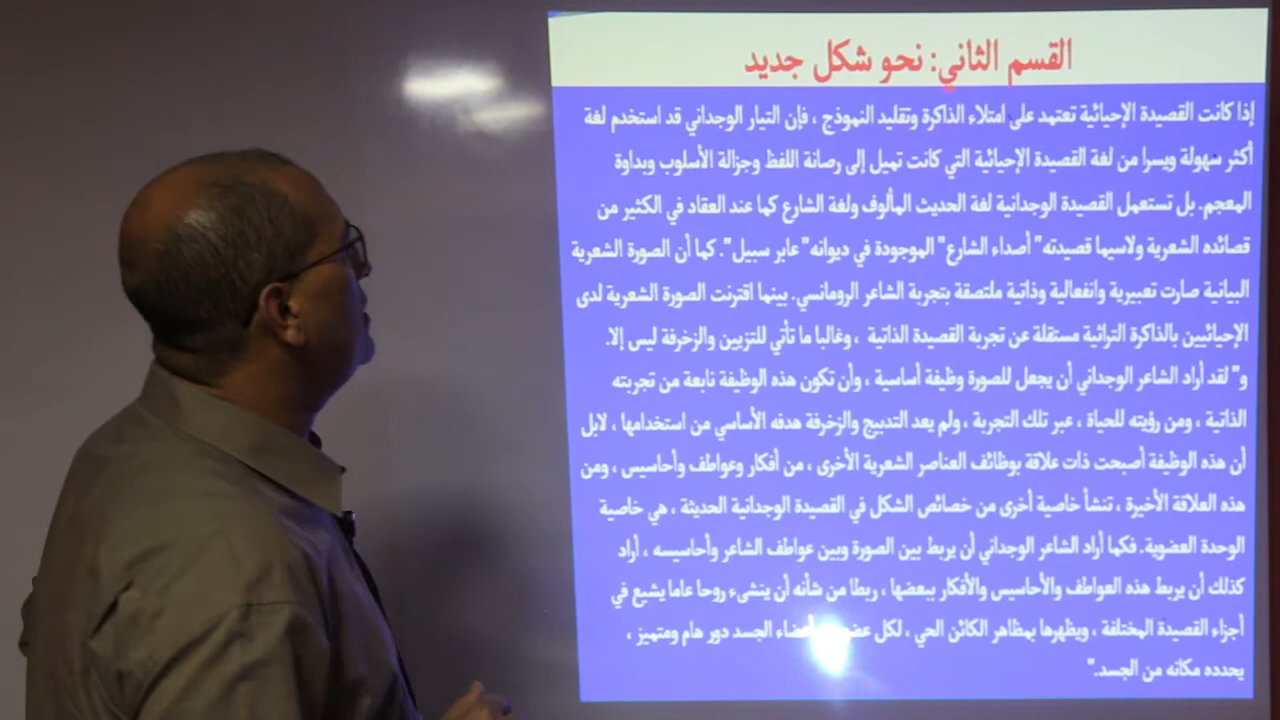 القسم الثاني: نحو شكل جديد
إذا كانت القصيدة الإحيائية تعتمد على امتلاء الذاكرة وتقليد النموذج ، فإن التيار الوجداني قد استخدم لغة
أكثر سهولة ويسرا من لغة القصيدة الإحيائية التي كانت تميل إلى رصانة اللفظ وجزالة الأسلوب وبداوة
المعجم. بل تستعمل القصيدة الوجدانية لغة الحديث المألوف ولغة الشارع كما عند العقاد في الكثير من
قصائده الشعرية ولاسيما قصيدته" أصداء الشارع" الموجودة في ديوانه"عابر سبيل". كما أن الصورة الشعرية
البيانية صارت تعبيرية وانفعالية وذاتية ملتصقة بتجربة الشاعر الرومانسي. بينما اقترنت الصورة الشعرية لدى
الإحيائيين بالذاكرة التراثية مستقلة عن تجربة القصيدة الذاتية ، وغالبا ما تأتي للتزيين والزخرفة ليس إلا.
و" لقد أراد الشاعر الوجداني أن يجعل للصورة وظيفة أساسية ، وأن تكون هذه الوظيفة نابعة من تجربته
الذاتية ، ومن رؤيته للحياة ، عبر تلك التجربة ، ولم يعد التدبيج والزخرفة هدفه الأساسي من استخدامها ، لابل
أن هذه الوظيفة أصبحت ذات علاقة بوظائف العناصر الشعرية الأخرى ، من أفكار وعواطف وأحاسيس ، ومن
هذه العلاقة الأخيرة ، تنشأ خاصية أخرى من خصائص الشكل في القصيدة الوجدانية الحديثة ، هي خاصية
الوحدة العضوية. فكما أراد الشاعر الوجداني أن يربط بين الصورة وبين عواطف الشاعر وأحاسيسه ، أراد
كذلك أن يربط هذه العواطف والأحاسيس والأفكار ببعضها ، ربطا من شأنه أن ينشىء روحا عاما يشيع في
أجزاء القصيدة المختلفة ، ويظهرها بمظاهر الكائن الحي ، لكل أعضاء الجسد دور هام ومتميز ،
يحدده مكانه من الجسد."